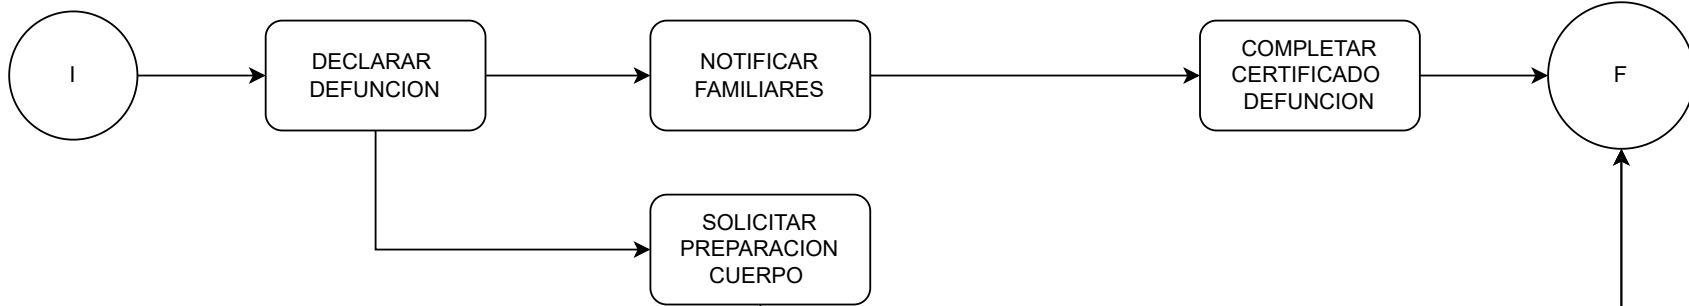 I
DECLARAR
DEFUNCION
NOTIFICAR
FAMILIARES
COMPLETAR
CERTIFICADO
DEFUNCION
F
SOLICITAR
PREPARACION
CUERPO